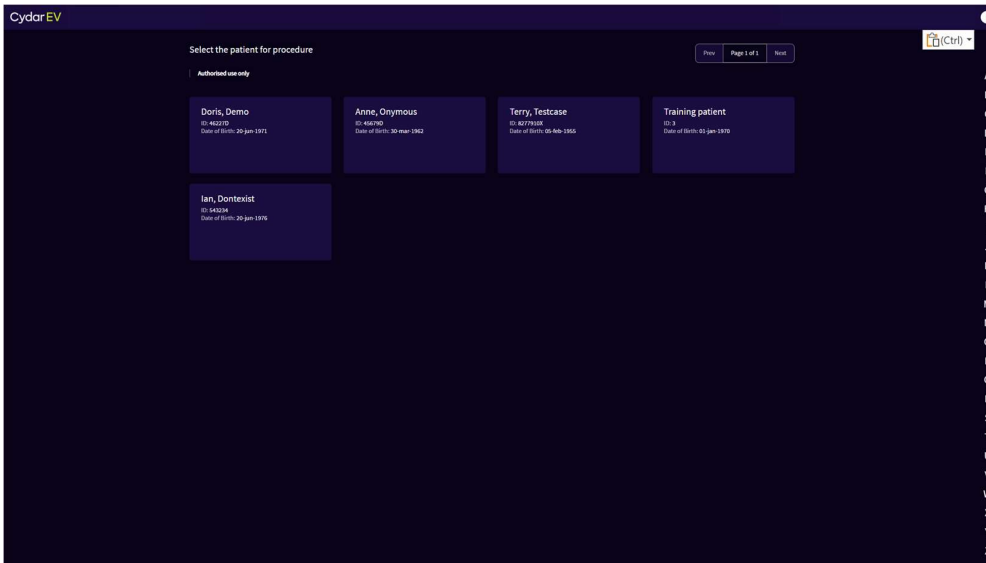 Cydar EV
(Ctrl)
Select the patient for procedure
Prev Page 1 of 1 Next
Authorised use only
Doris, Demo
ID: 46227D
Date of Birth: 20-jun-1971
Anne, Onymous
ID: 45679D
Date of Birth: 30-mar-1962
Terry, Testcase
ID: 8277910X
Date of Birth: 05-feb-1955
Training patient
ID: 3
Date of Birth: 01-jan-1970
Ian, Dontexist
ID: 543234
Date of Birth: 20-jun-1976